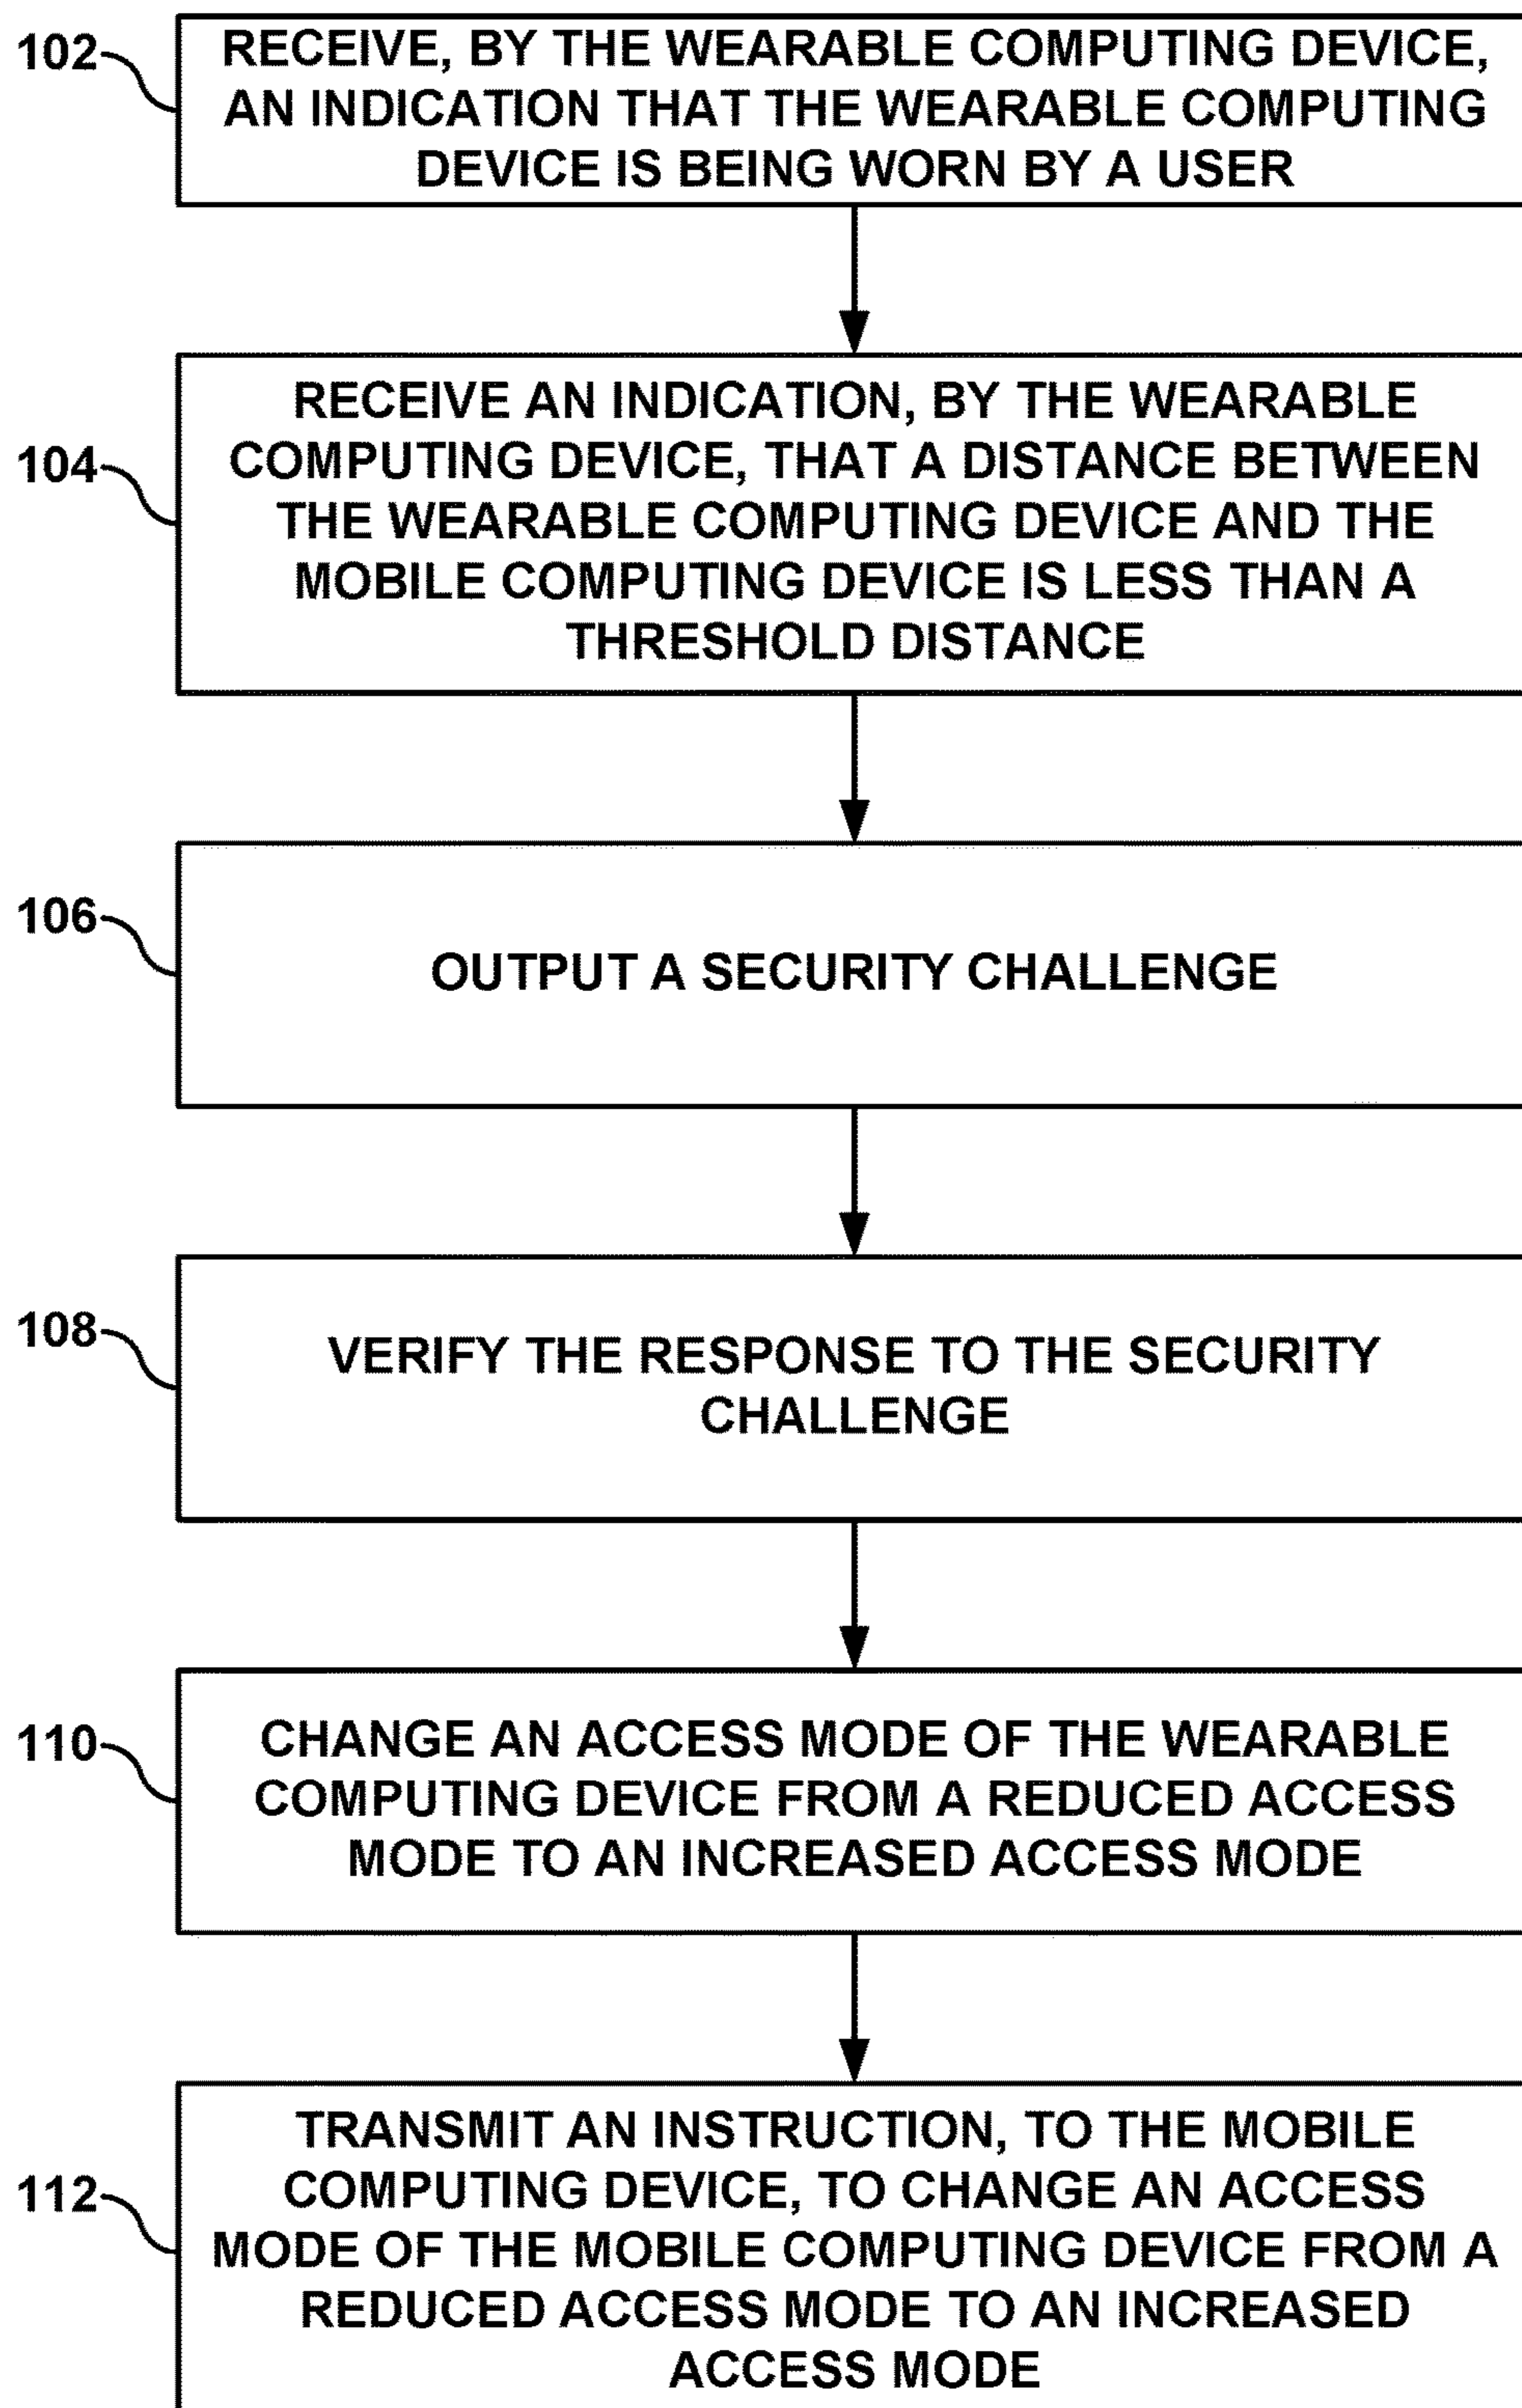 102
RECEIVE, BY THE WEARABLE COMPUTING DEVICE,
AN INDICATION THAT THE WEARABLE COMPUTING
DEVICE IS BEING WORN BY A USER
104
RECEIVE AN INDICATION, BY THE WEARABLE
COMPUTING DEVICE, THAT A DISTANCE BETWEEN
THE WEARABLE COMPUTING DEVICE AND THE
MOBILE COMPUTING DEVICE IS LESS THAN A
THRESHOLD DISTANCE
106
OUTPUT A SECURITY CHALLENGE
108
VERIFY THE RESPONSE TO THE SECURITY
CHALLENGE
110
CHANGE AN ACCESS MODE OF THE WEARABLE
COMPUTING DEVICE FROM A REDUCED ACCESS
MODE TO AN INCREASED ACCESS MODE
112
TRANSMIT AN INSTRUCTION, TO THE MOBILE
COMPUTING DEVICE, TO CHANGE AN ACCESS
MODE OF THE MOBILE COMPUTING DEVICE FROM A
REDUCED ACCESS MODE TO AN INCREASED
ACCESS MODE